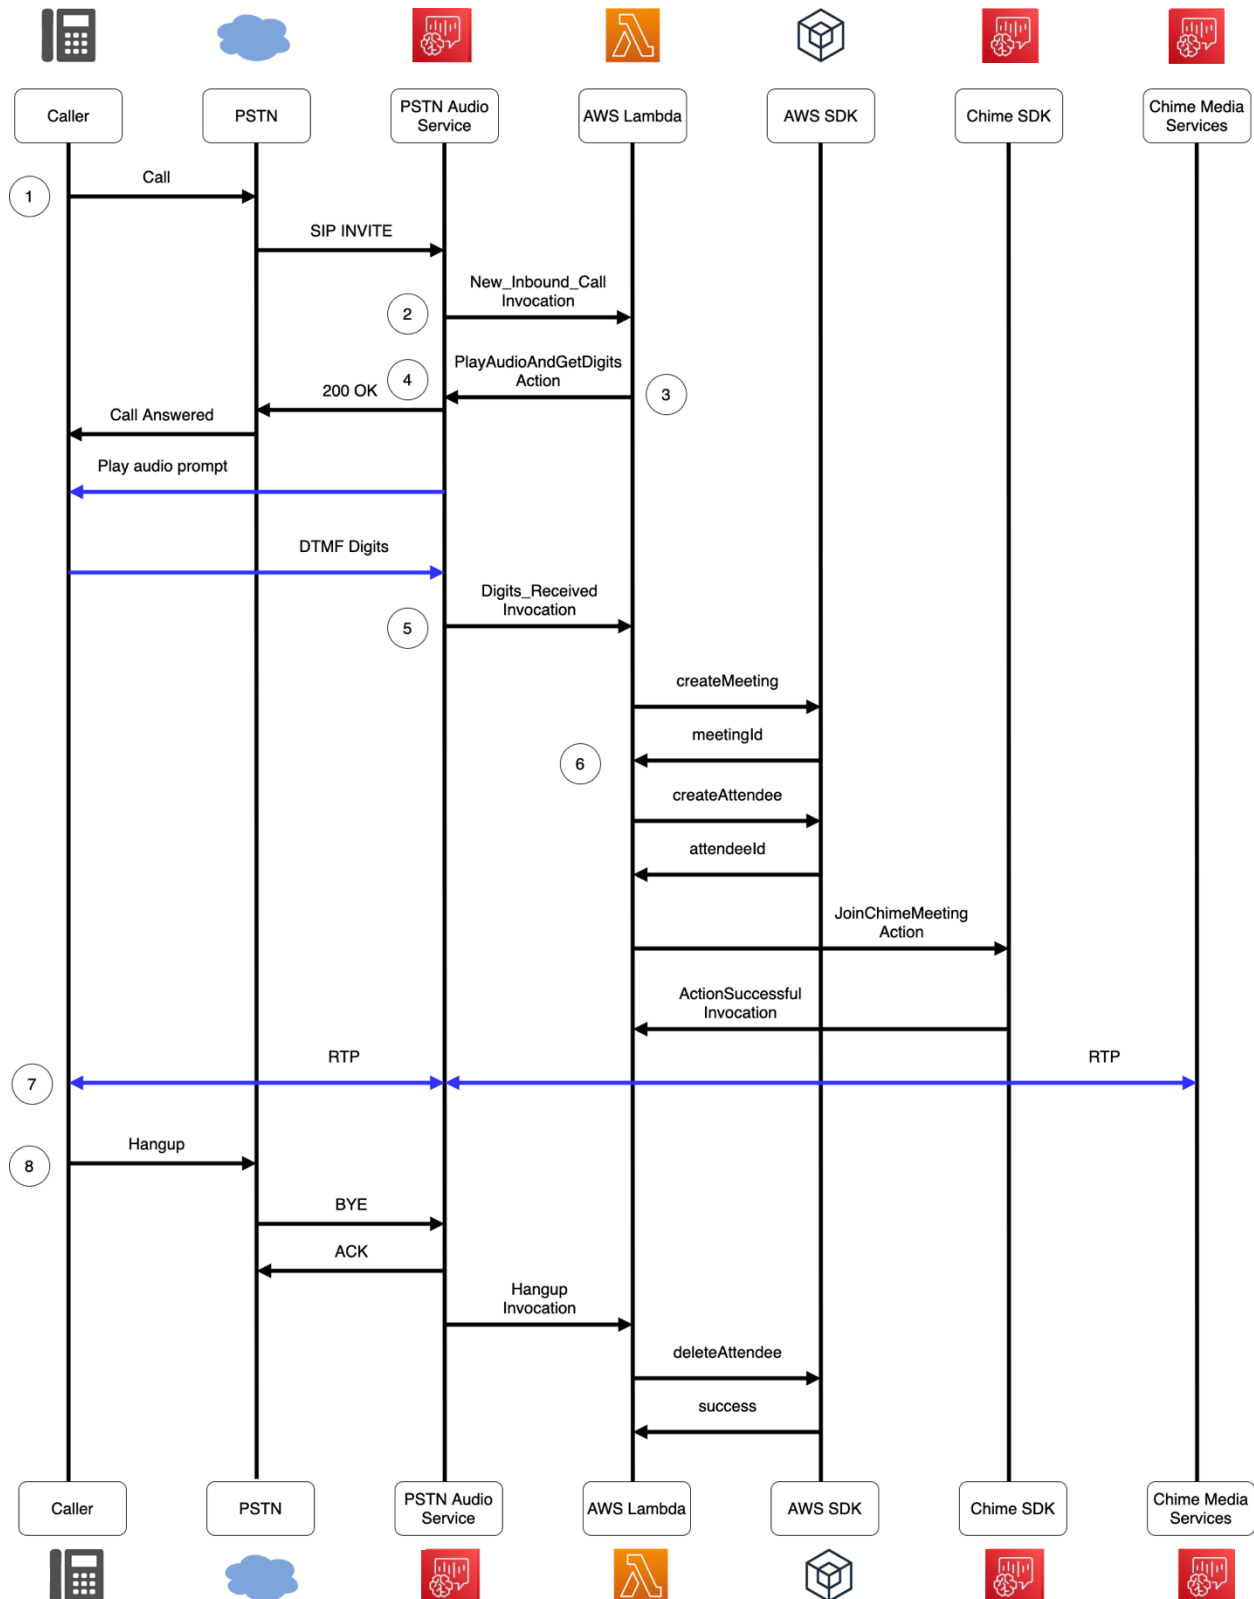 Caller
PSTN
PSTN Audio
Service
AWS Lambda
AWS SDK
Chime SDK
Chime Media
Services
1
Call
SIP INVITE
New_Inbound_Call
Invocation
2
PlayAudioAndGetDigits
Action
3
4
200 OK
Call Answered
Play audio prompt
DTMF Digits
Digits_Received
Invocation
5
createMeeting
meetingId
6
createAttendee
attendeeId
JoinChimeMeeting
Action
ActionSuccessful
Invocation
RTP
RTP
7
Hangup
8
BYE
ACK
Hangup
Invocation
deleteAttendee
success
Caller
PSTN
PSTN Audio
Service
AWS Lambda
AWS SDK
Chime SDK
Chime Media
Services